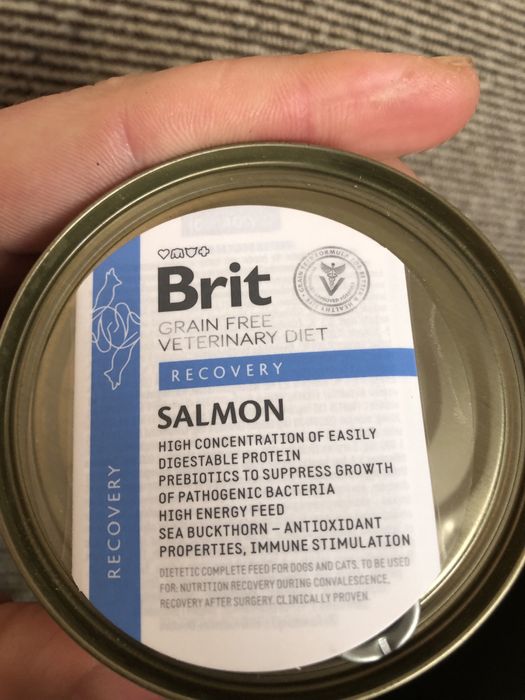 Brit
GRAIN FREE
VETERINARY DIET
RECOVERY
SALMON
HIGH CONCENTRATION OF EASILY
DIGESTABLE PROTEIN
PREBIOTICS TO SUPPRESS GROWTH
OF PATHOGENIC BACTERIA
HIGH ENERGY FEED
SEA BUCKTHORN – ANTIOXIDANT
PROPERTIES, IMMUNE STIMULATION
DIETETIC COMPLETE FEED FOR DOGS AND CATS. TO BE USED
FOR: NUTRITION RECOVERY DURING CONVALESCENCE,
RECOVERY AFTER SURGERY. CLINICALLY PROVEN.
RECOVERY